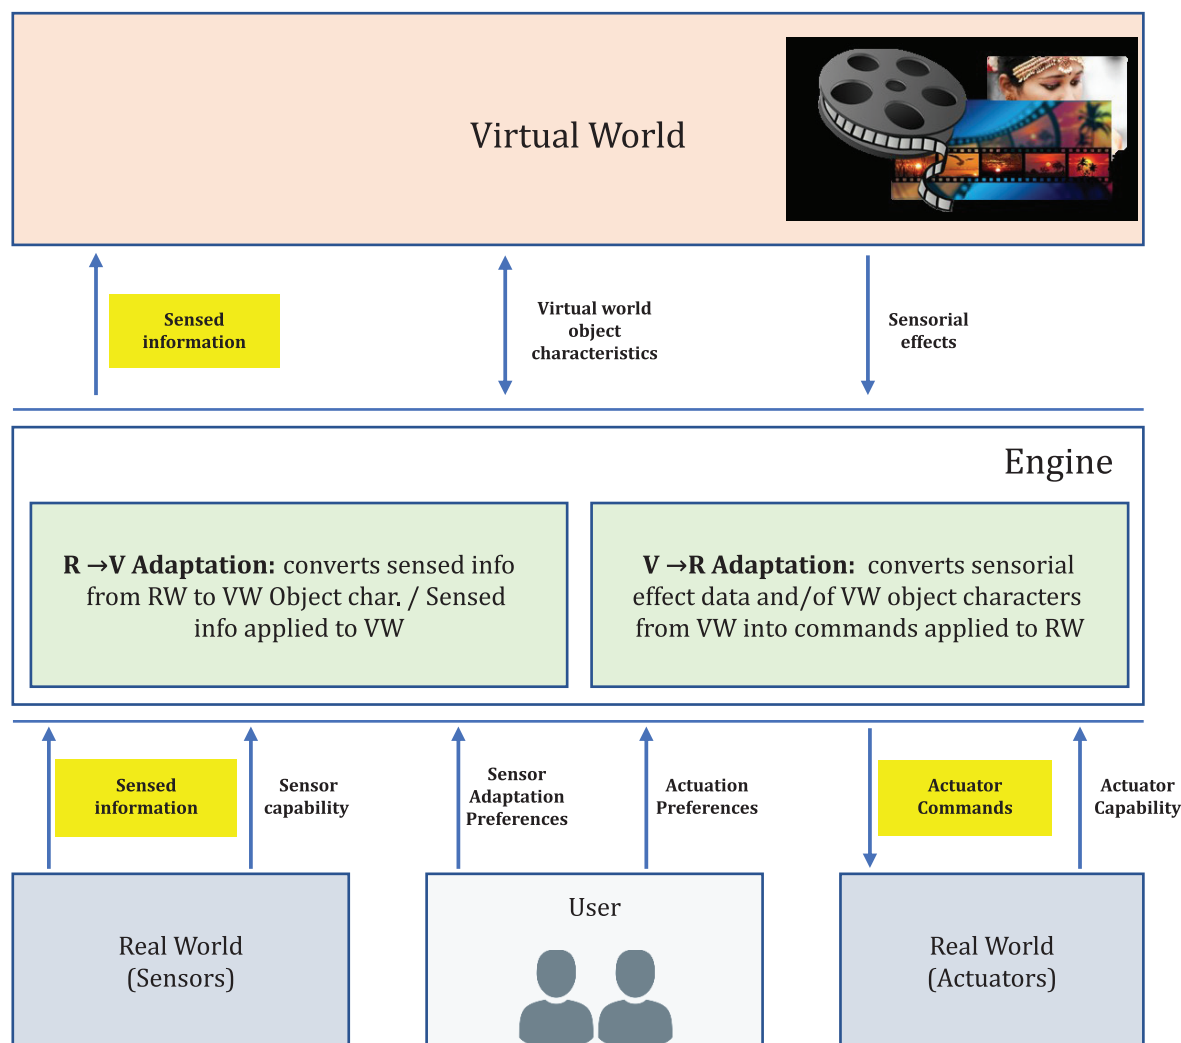 Virtual World
Sensed
information
Virtual world
object
characteristics
Sensorial
effects
Engine
R →V Adaptation: converts sensed info
from RW to VW Object char. / Sensed
info applied to VW
V →R Adaptation: converts sensorial
effect data and/of VW object characters
from VW into commands applied to RW
Sensed
information
Sensor
capability
Sensor
Adaptation
Preferences
Actuation
Preferences
Actuator
Commands
Actuator
Capability
Real World
(Sensors)
User
Real World
(Actuators)